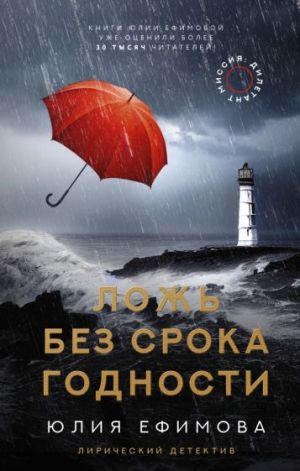 КНИГИ ЮЛИИ ЕФИМОВОЙ
УЖЕ ОЦЕНИЛИ БОЛЕЕ
30 ТЫСЯЧ ЧИТАТЕЛЕЙ!
МИССИЯ: ДИЛЕТАНТ
ЛОЖЬ
БЕЗ СРОКА
ГОДНОСТИ
ЮЛИЯ ЕФИМОВА
ЛИРИЧЕСКИЙ ДЕТЕКТИВ